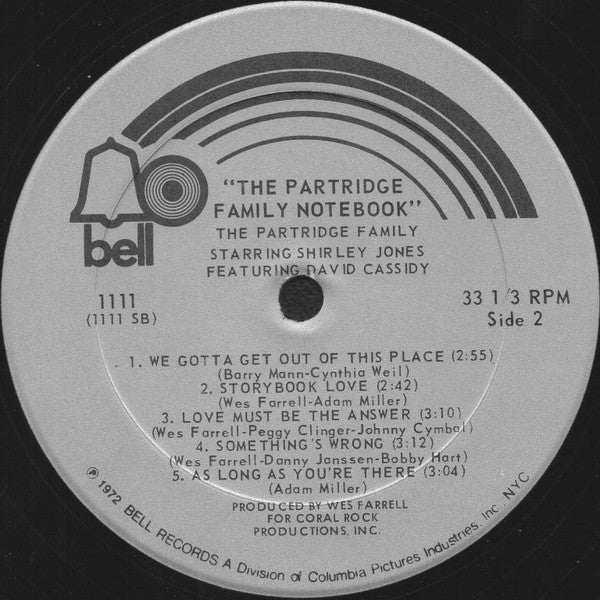 "THE PARTRIDGE
FAMILY NOTEBOOK"
THE PARTRIDGE FAMILY
STARRING SHIRLEY JONES
FEATURING DAVID CASSIDY
bell
1111
(1111 SB)
33 1/3 RPM
Side 2
1. WE GOTTA GET OUT OF THIS PLACE (2:55)
(Barry Mann-Cynthia Weil)
2. STORYBOOK LOVE (2:42)
(Wes Farrell-Adam Miller)
3. LOVE MUST BE THE ANSWER (3:10)
(Wes Farrell-Peggy Clinger-Johnny Cymbal)
4. SOMETHING'S WRONG (3:12)
(Wes Farrell-Danny Janssen-Bobby Hart)
5. AS LONG AS YOU'RE THERE (3:04)
(Adam Miller)
PRODUCED BY WES FARRELL
FOR CORAL ROCK
PRODUCTIONS, INC.
℗ 1972 BELL RECORDS A Division of Columbia Pictures Industries, Inc., NYC